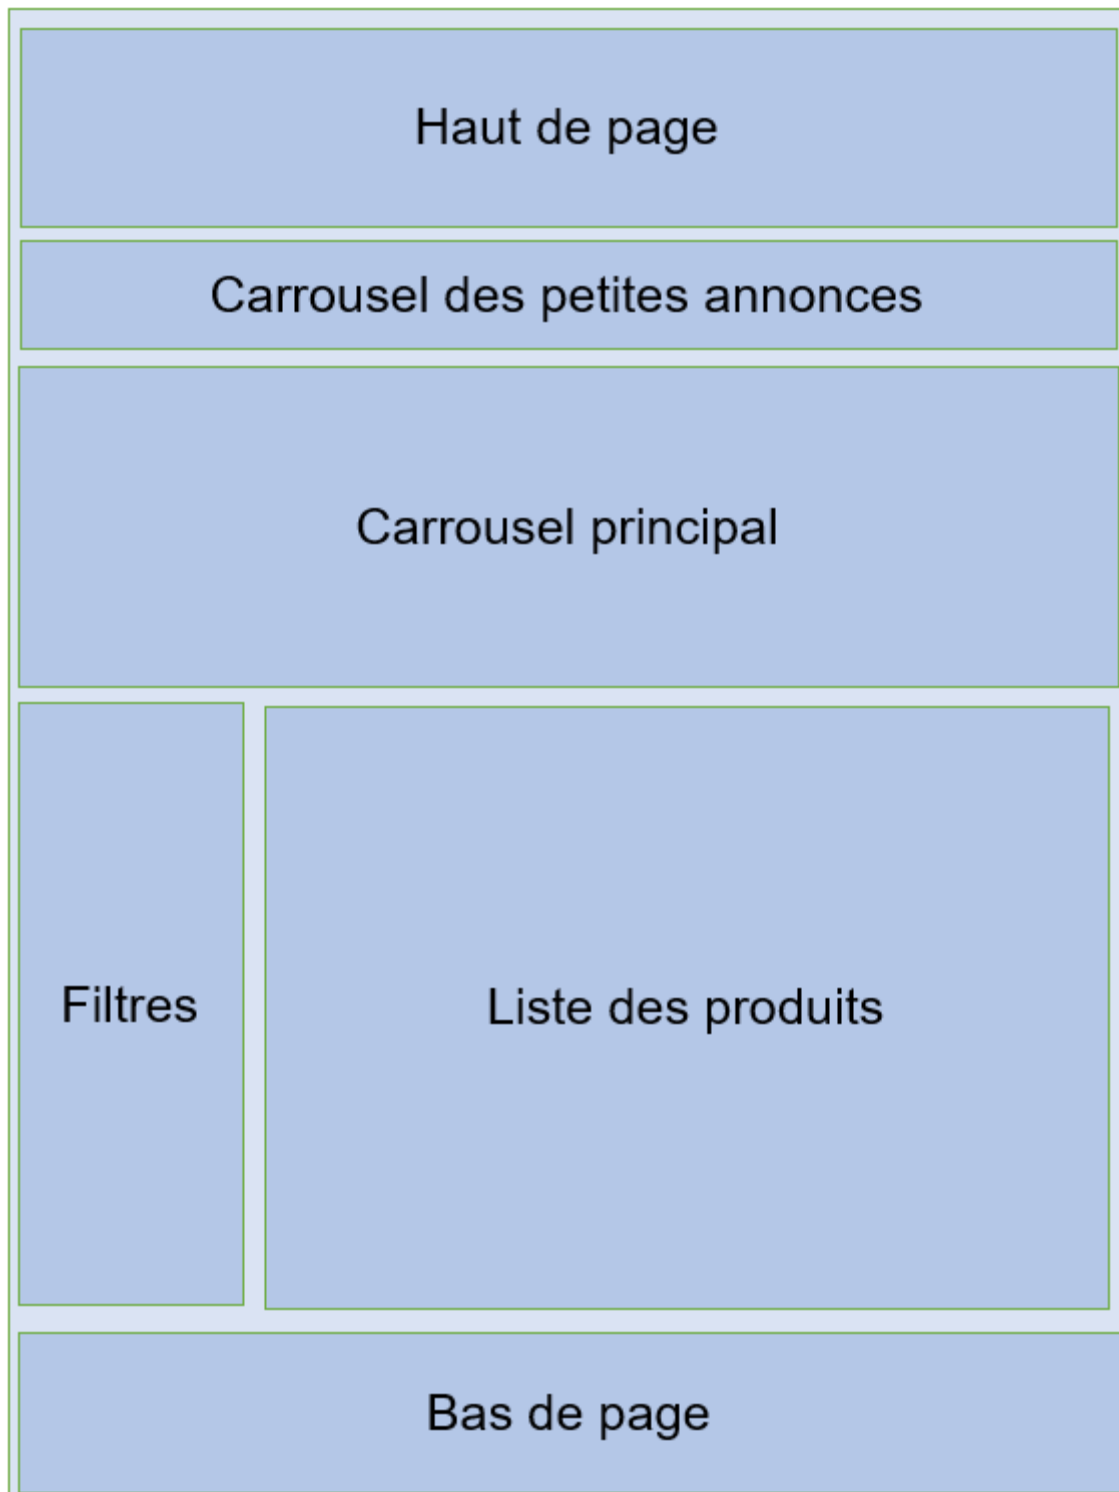 Haut de page
Carrousel des petites annonces
Carrousel principal
Filtres
Liste des produits
Bas de page